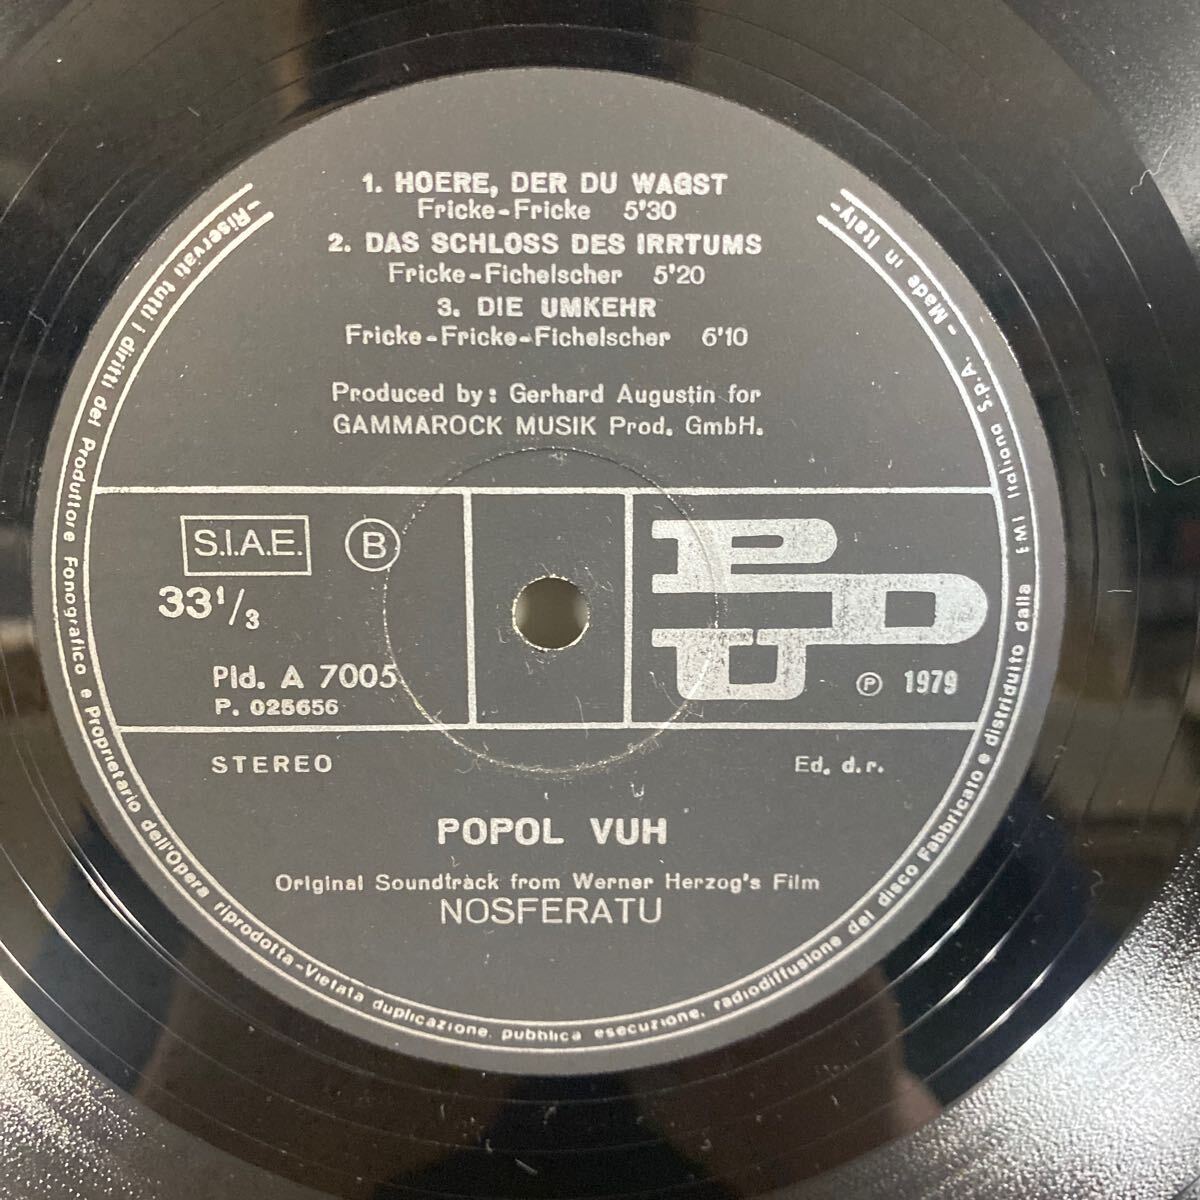 1. HOERE, DER DU WAGST
Fricke-Fricke 5'30
2. DAS SCHLOSS DES IRRTUMS
Fricke-Fichelscher 5'20
3. DIE UMKEHR
Fricke-Fricke-Fichelscher 6'10
Produced by: Gerhard Augustin for
GAMMAROCK MUSIK Prod. GmbH.
S.I.A.E. B
33 1/3
Pld. A 7005
P. 025656
PDU
℗ 1979
STEREO
Ed. d.r.
POPOL VUH
Original Soundtrack from Werner Herzog's Film
NOSFERATU
-Riservati tutti i diritti del Produttore Fonografico e Proprietario dell'Opera riprodotta-Vietata duplicazione, pubblica esecuzione, radiodiffusione del disco Fabbricato e distribuito dalla EMI Italiana S.p.A. - Made in Italy-